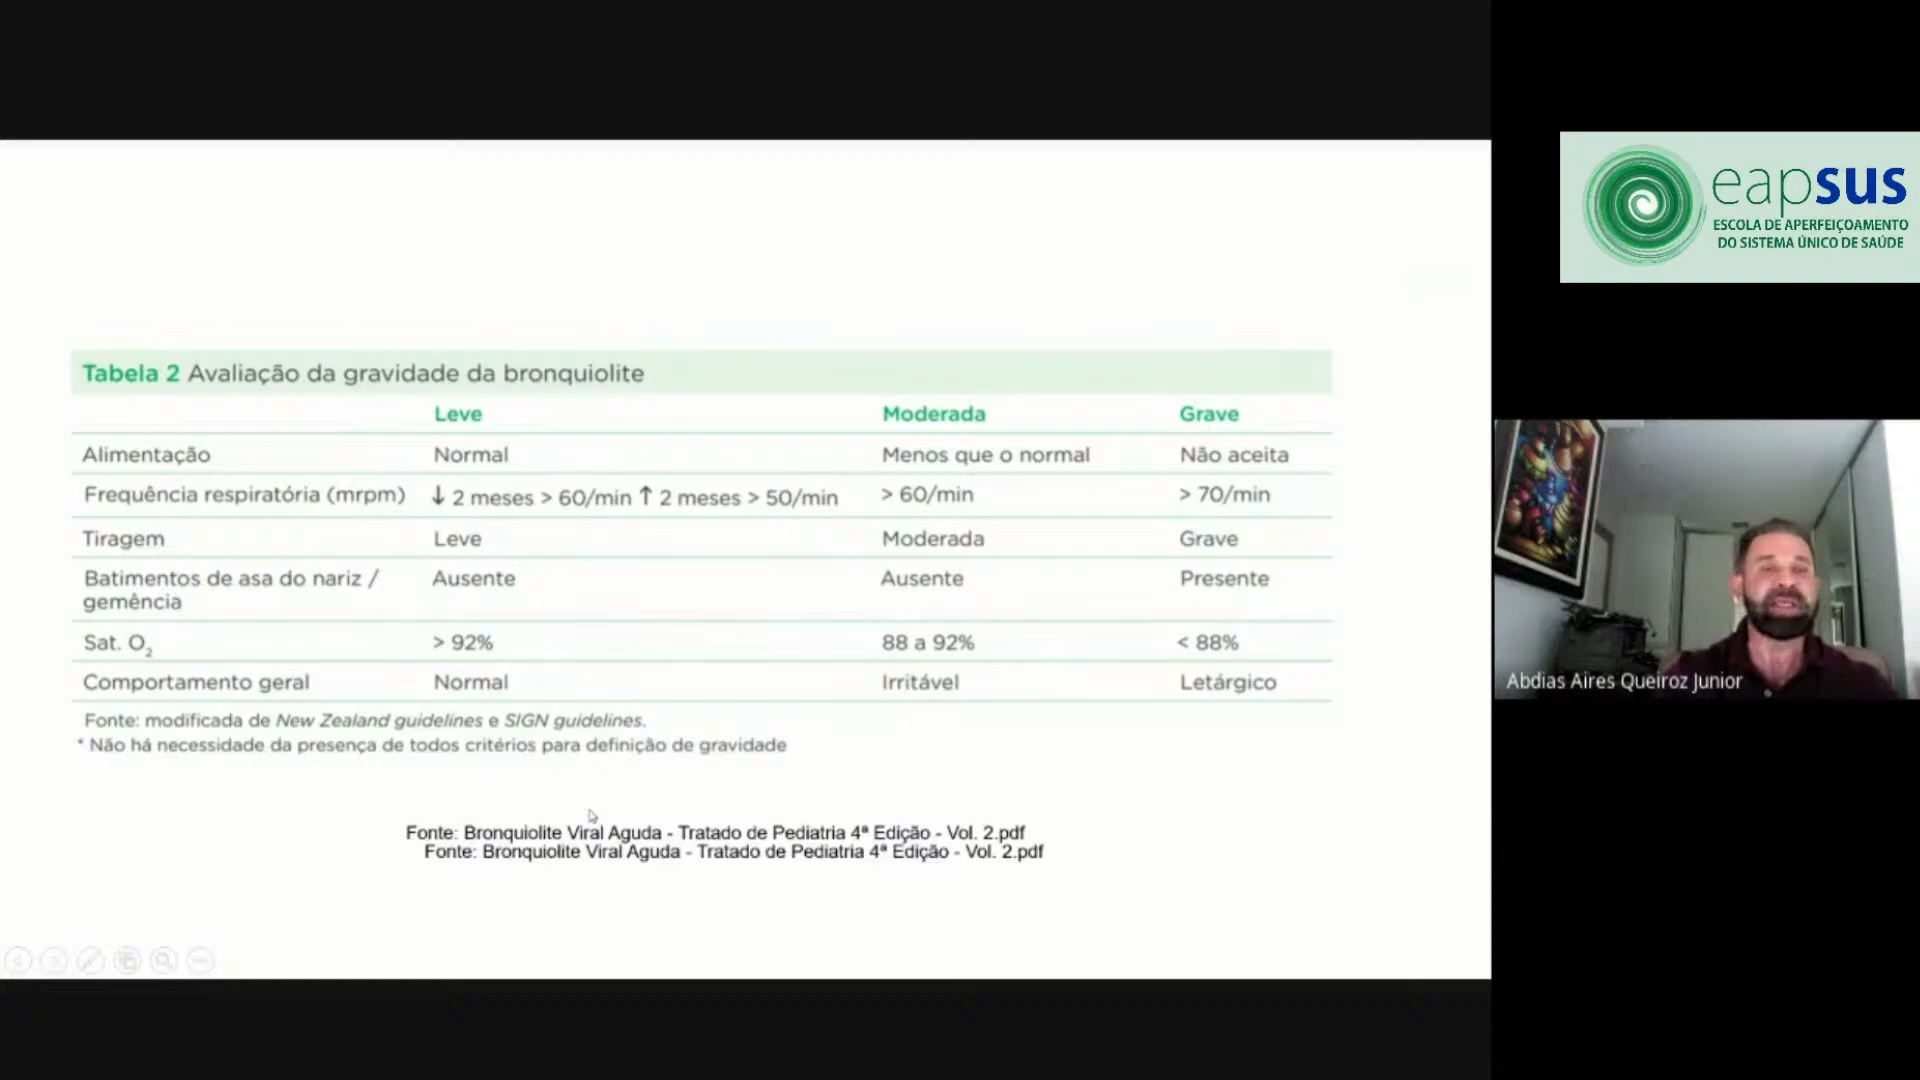 eapsus
ESCOLA DE APERFEIÇOAMENTO
DO SISTEMA ÚNICO DE SAÚDE
Tabela 2 Avaliação da gravidade da bronquiolite
Leve Moderada Grave
Alimentação Normal Menos que o normal Não aceita
Frequência respiratória (mrpm) ↓ 2 meses > 60/min ↑ 2 meses > 50/min > 60/min > 70/min
Tiragem Leve Moderada Grave
Batimentos de asa do nariz / Ausente Ausente Presente
gemência
Sat. O2 > 92% 88 a 92% < 88%
Comportamento geral Normal Irritável Letárgico
Fonte: modificada de New Zealand guidelines e SIGN guidelines.
* Não há necessidade da presença de todos critérios para definição de gravidade
Fonte: Bronquiolite Viral Aguda - Tratado de Pediatria 4ª Edição - Vol. 2.pdf
Fonte: Bronquiolite Viral Aguda - Tratado de Pediatria 4ª Edição - Vol. 2.pdf
Abdias Aires Queiroz Junior